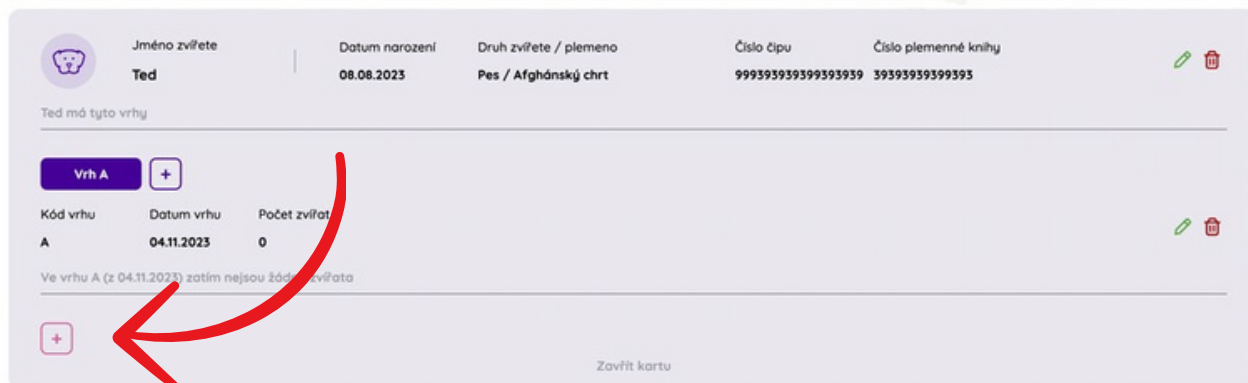 Jméno zvířete Datum narození Druh zvířete / plemeno Číslo čipu Číslo plemenné knihy
Ted 08.08.2023 Pes / Afghánský chrt 999393939399393939 39393939399393
Ted má tyto vrhy
Vrh A +
Kód vrhu Datum vrhu Počet zvířat
A 04.11.2023 0
Ve vrhu A (z 04.11.2023) zatím nejsou zvířata
+
Zavřít kartu